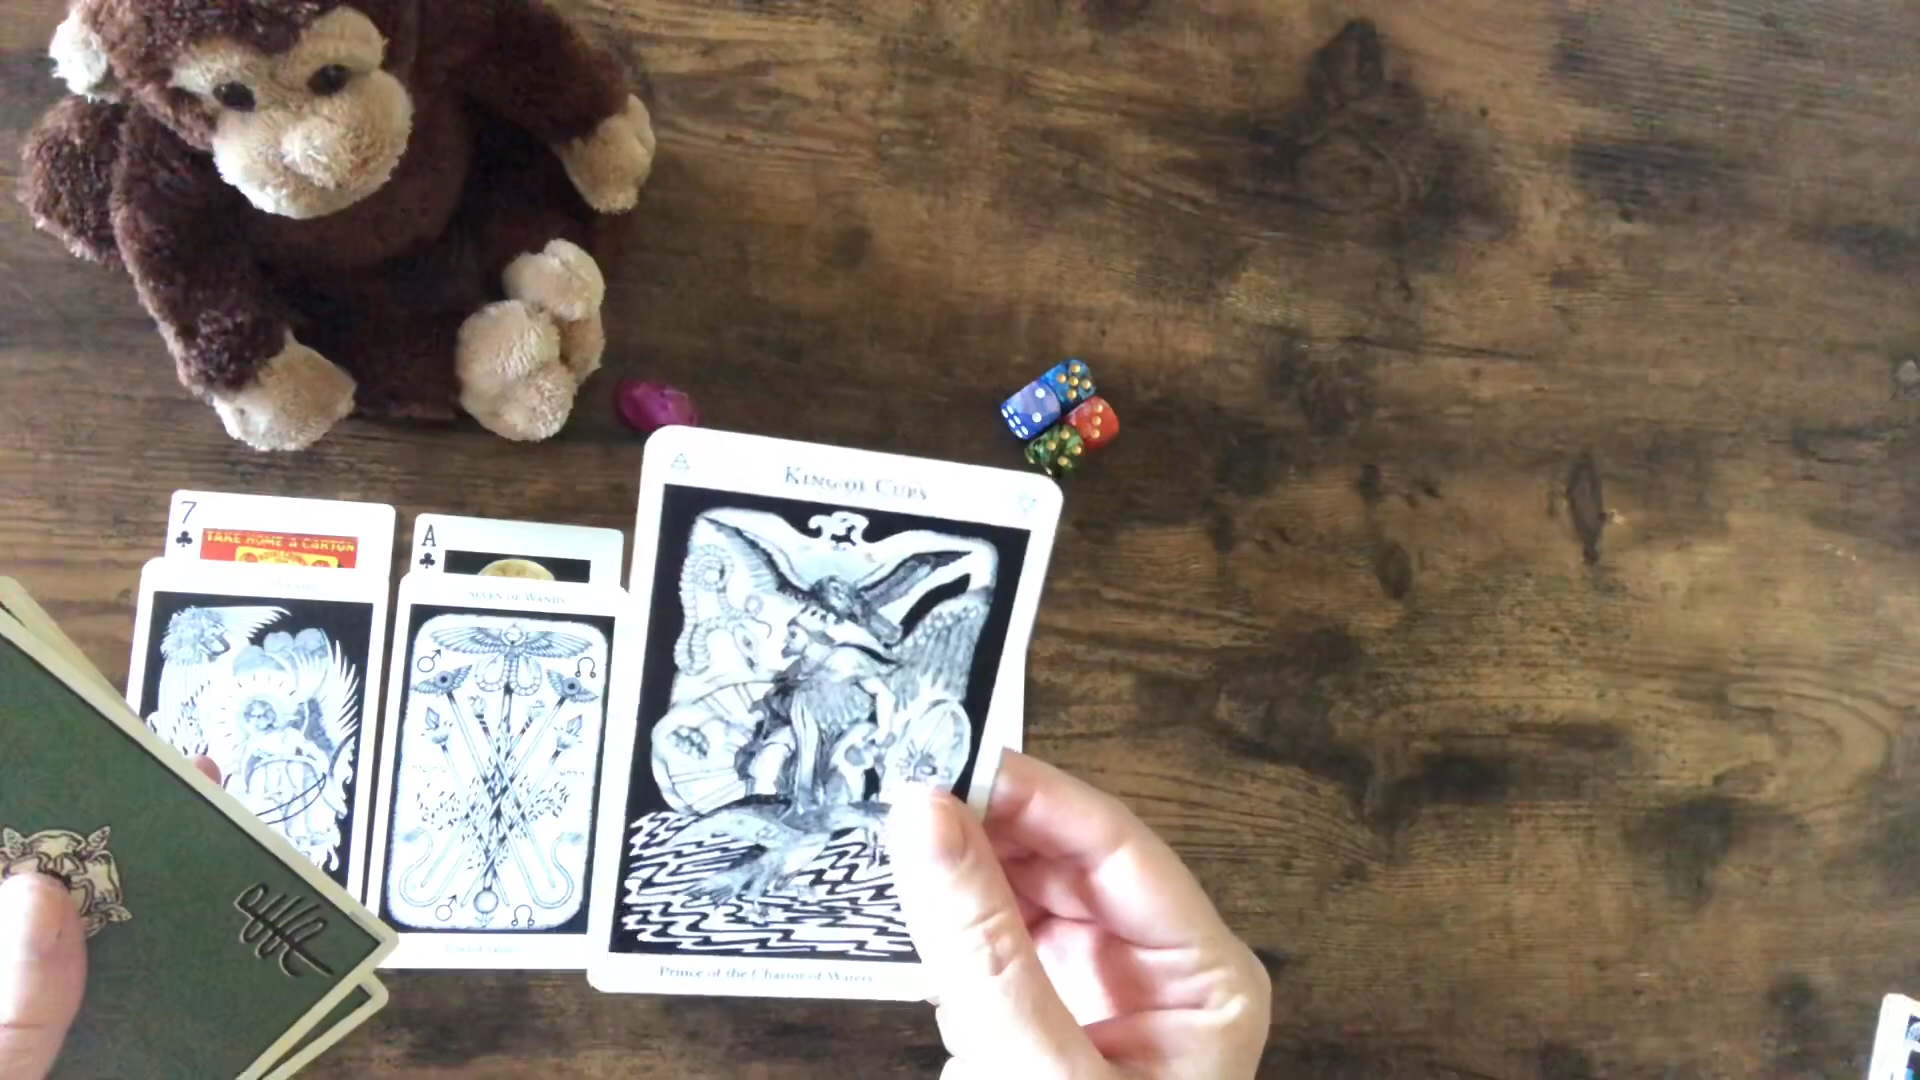 7
TAKE HOME A CARTON
A
SEVEN OF WANDS
KING OF CUPS
Prince of the Chariot of Waters